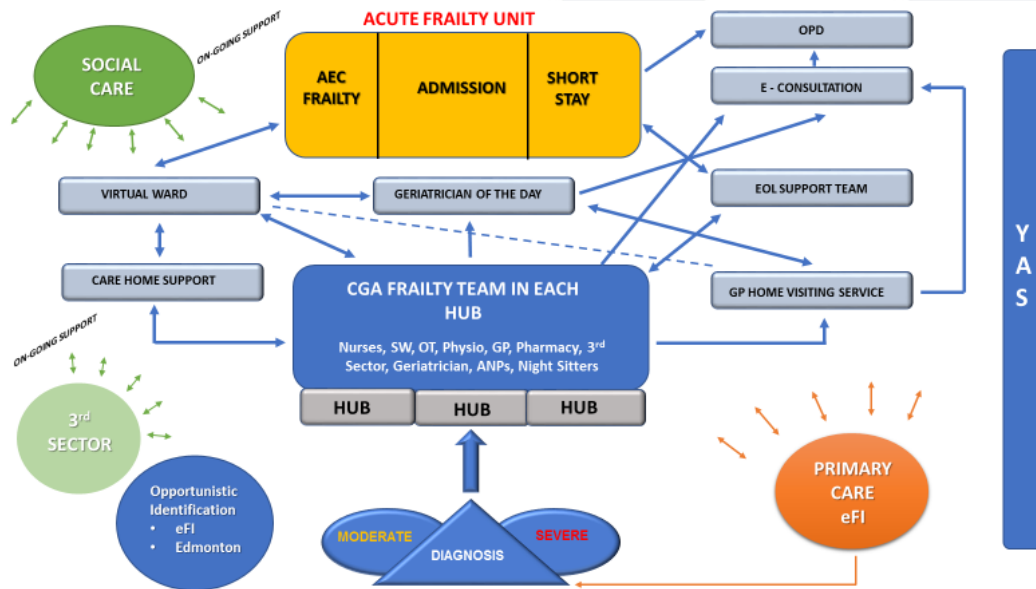 ACUTE FRAILTY UNIT
ON-GOING SUPPORT
SOCIAL
CARE
AEC
FRAILTY
ADMISSION
SHORT
STAY
OPD
E - CONSULTATION
VIRTUAL WARD
GERIATRICIAN OF THE DAY
EOL SUPPORT TEAM
CARE HOME SUPPORT
GP HOME VISITING SERVICE
Y
A
S
CGA FRAILTY TEAM IN EACH
HUB
Nurses, SW, OT, Physio, GP, Pharmacy, 3rd
Sector, Geriatrician, ANPs, Night Sitters
HUB
HUB
HUB
ON-GOING SUPPORT
3rd
SECTOR
Opportunistic
Identification
• eFI
• Edmonton
MODERATE
DIAGNOSIS
SEVERE
PRIMARY
CARE
eFI